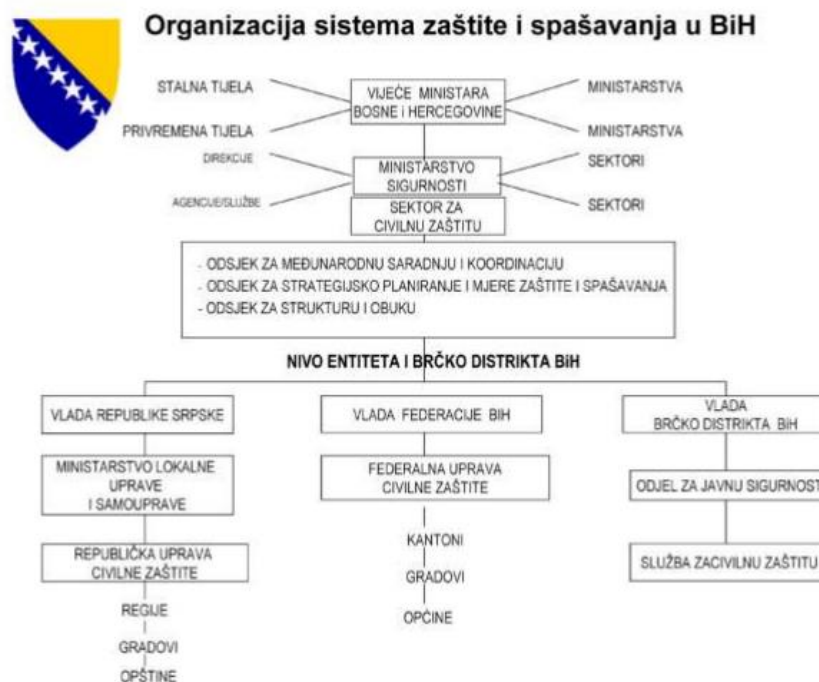 Organizacija sistema zaštite i spašavanja u BiH
STALNA TIJELA
VIJEĆE MINISTARA
BOSNE i HERCEGOVINE
MINISTARSTVA
PRIVREMENA TIJELA
MINISTARSTVA
DIREKCIJE
MINISTARSTVO
SIGURNOSTI
SEKTORI
AGENCIJE/SLUŽBE
SEKTOR ZA
CIVILNU ZAŠTITU
SEKTORI
- ODSJEK ZA MEĐUNARODNU SARADNJU I KOORDINACIJU
- ODSJEK ZA STRATEGIJSKO PLANIRANJE I MJERE ZAŠTITE I SPAŠAVANJA
- ODSJEK ZA STRUKTURU I OBUKU
NIVO ENTITETA I BRČKO DISTRIKTA BiH
VLADA REPUBLIKE SRPSKE
VLADA FEDERACIJE BIH
VLADA
BRČKO DISTRIKTA BiH
MINISTARSTVO LOKALNE
UPRAVE
I SAMOUPRAVE
FEDERALNA UPRAVA
CIVILNE ZAŠTITE
ODJEL ZA JAVNU SIGURNOST
REPUBLIČKA UPRAVA
CIVILNE ZAŠTITE
KANTONI
GRADOVI
OPĆINE
SLUŽBA ZACIVILNU ZAŠTITU
REGIJE
GRADOVI
OPŠTINE